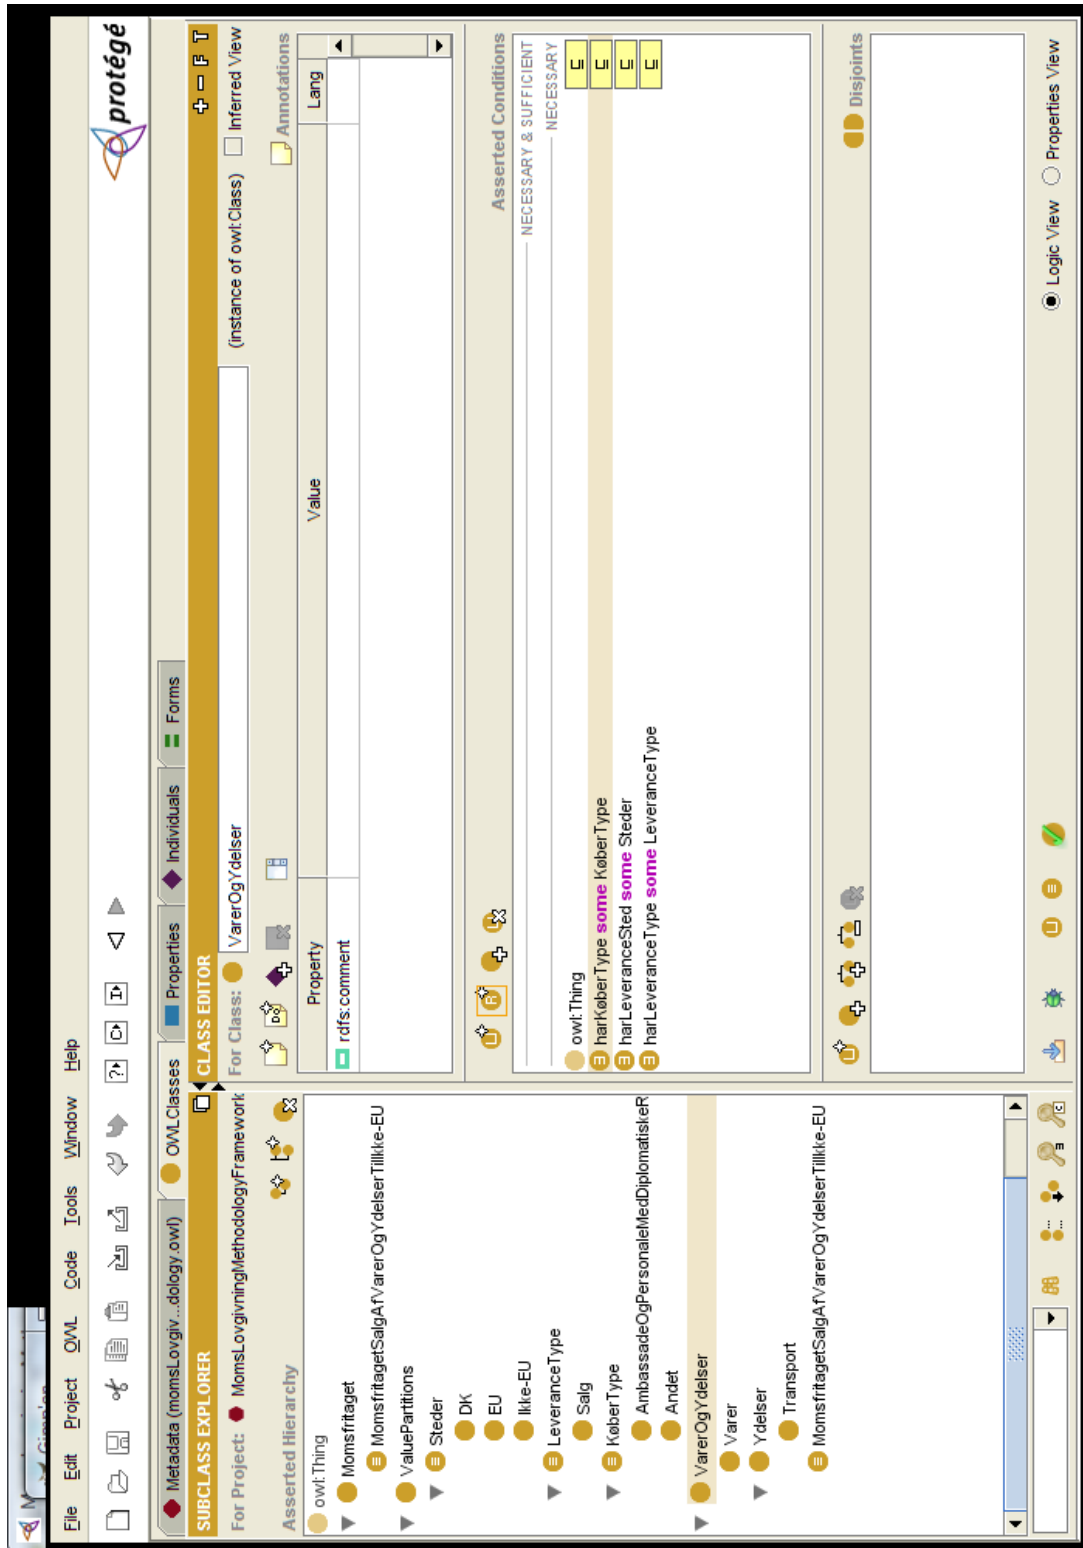 File Edit Project OWL Code Tools Window Help
protégé
Metadata (momsLovgiv...dology.owl) OWLClasses Properties Individuals Forms
SUBCLASS EXPLORER
For Project: MomsLovgivningMethodologyFramework
Asserted Hierarchy
owl:Thing
Momsfritaget
MomsfritagetSalgAfVarerOgYdelserTilIkke-EU
ValuePartitions
Steder
DK
EU
Ikke-EU
LeveranceType
Salg
KøberType
AmbassadeOgPersonaleMedDiplomatiskeR
Andet
VarerOgYdelser
Varer
Ydelser
Transport
MomsfritagetSalgAfVarerOgYdelserTilIkke-EU
CLASS EDITOR
+ − F T
For Class: VarerOgYdelser (instance of owl:Class) Inferred View
Annotations
Property Value Lang
rdfs:comment
Asserted Conditions
NECESSARY & SUFFICIENT
NECESSARY
owl:Thing
harKøberType some KøberType
harLeveranceSted some Steder
harLeveranceType some LeveranceType
Disjoints
Logic View Properties View